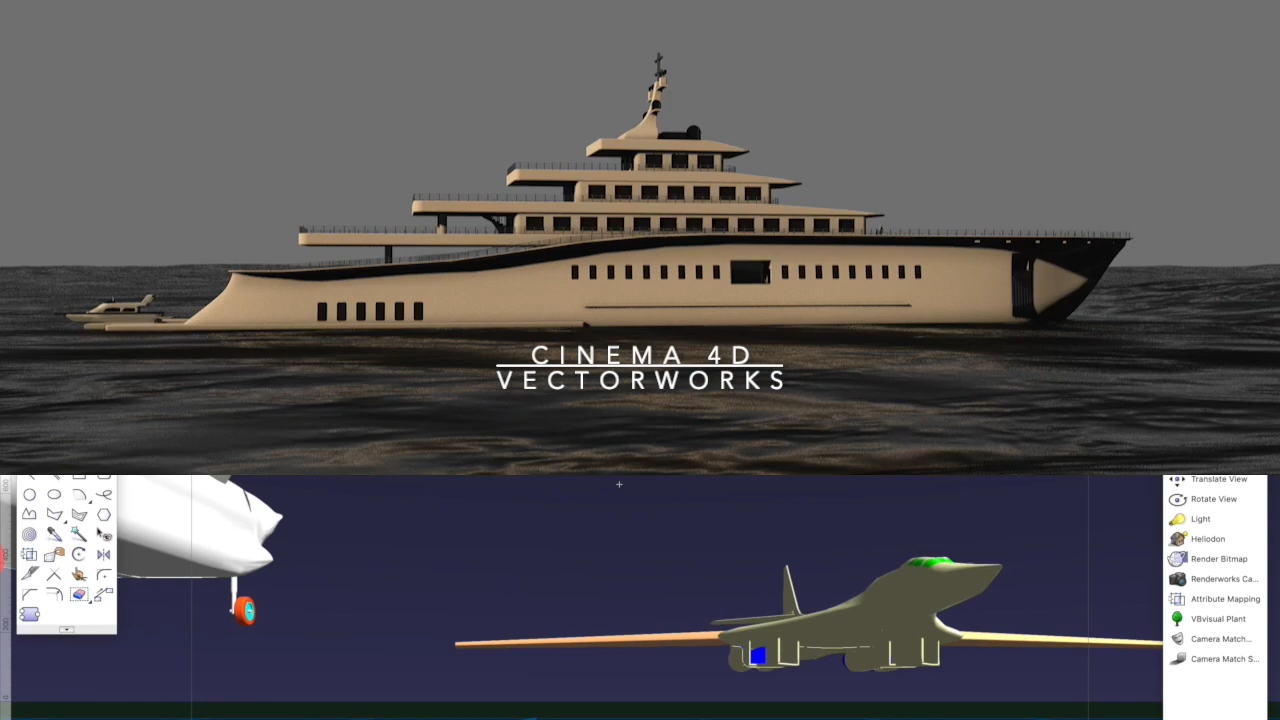 CINEMA 4D
VECTORWORKS
Translate View
Rotate View
Light
Heliodon
Render Bitmap
Renderworks Ca...
Attribute Mapping
VBvisual Plant
Camera Match...
Camera Match S...